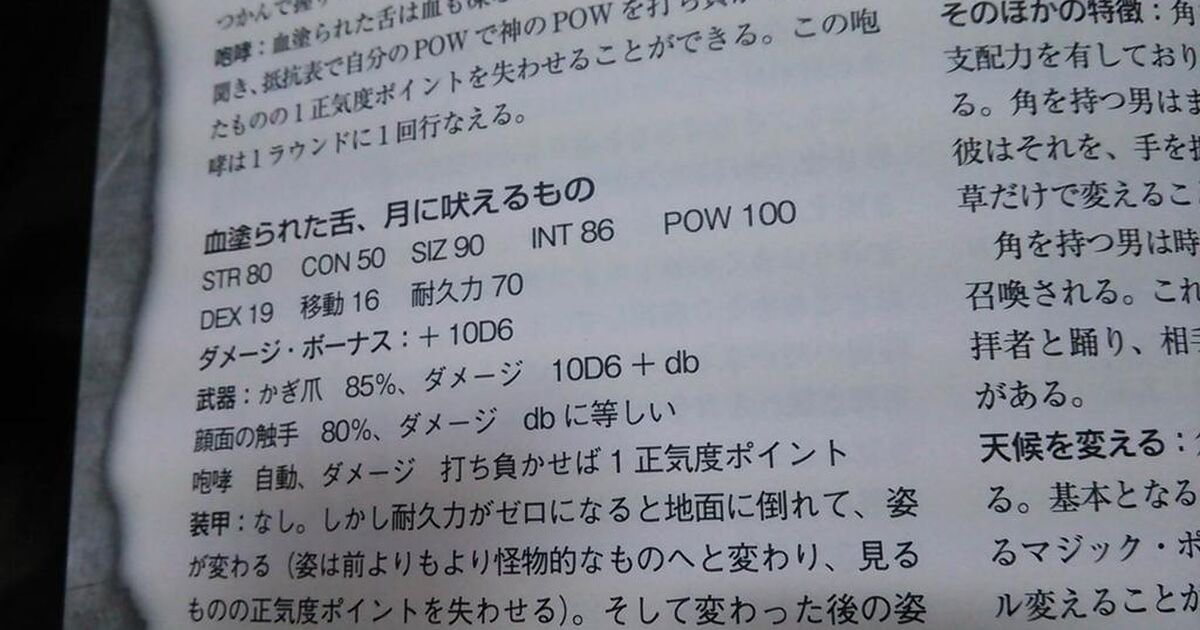 つかんで握り
咆哮：血塗られた舌は血も凍る
聞き、抵抗表で自分のPOWで神のPOWを打ち負か
たものの1正気度ポイントを失わせることができる。この咆
哮は1ラウンドに1回行なえる。
血塗られた舌、月に吠えるもの
STR 80 CON 50 SIZ 90 INT 86 POW 100
DEX 19 移動 16 耐久力 70
ダメージ・ボーナス：＋10D6
武器：かぎ爪 85%、ダメージ 10D6＋db
顔面の触手 80%、ダメージ dbに等しい
咆哮 自動、ダメージ 打ち負かせば1正気度ポイント
装甲：なし。しかし耐久力がゼロになると地面に倒れて、姿
が変わる（姿は前よりもより怪物的なものへと変わり、見る
ものの正気度ポイントを失わせる）。そして変わった後の姿
そのほかの特徴：角
支配力を有しており
る。角を持つ男はま
彼はそれを、手を
草だけで変えるこ
角を持つ男は時
召喚される。これ
拝者と踊り、相手
がある。
天候を変える：
る。基本となる
るマジック・ポ
ル変えることが